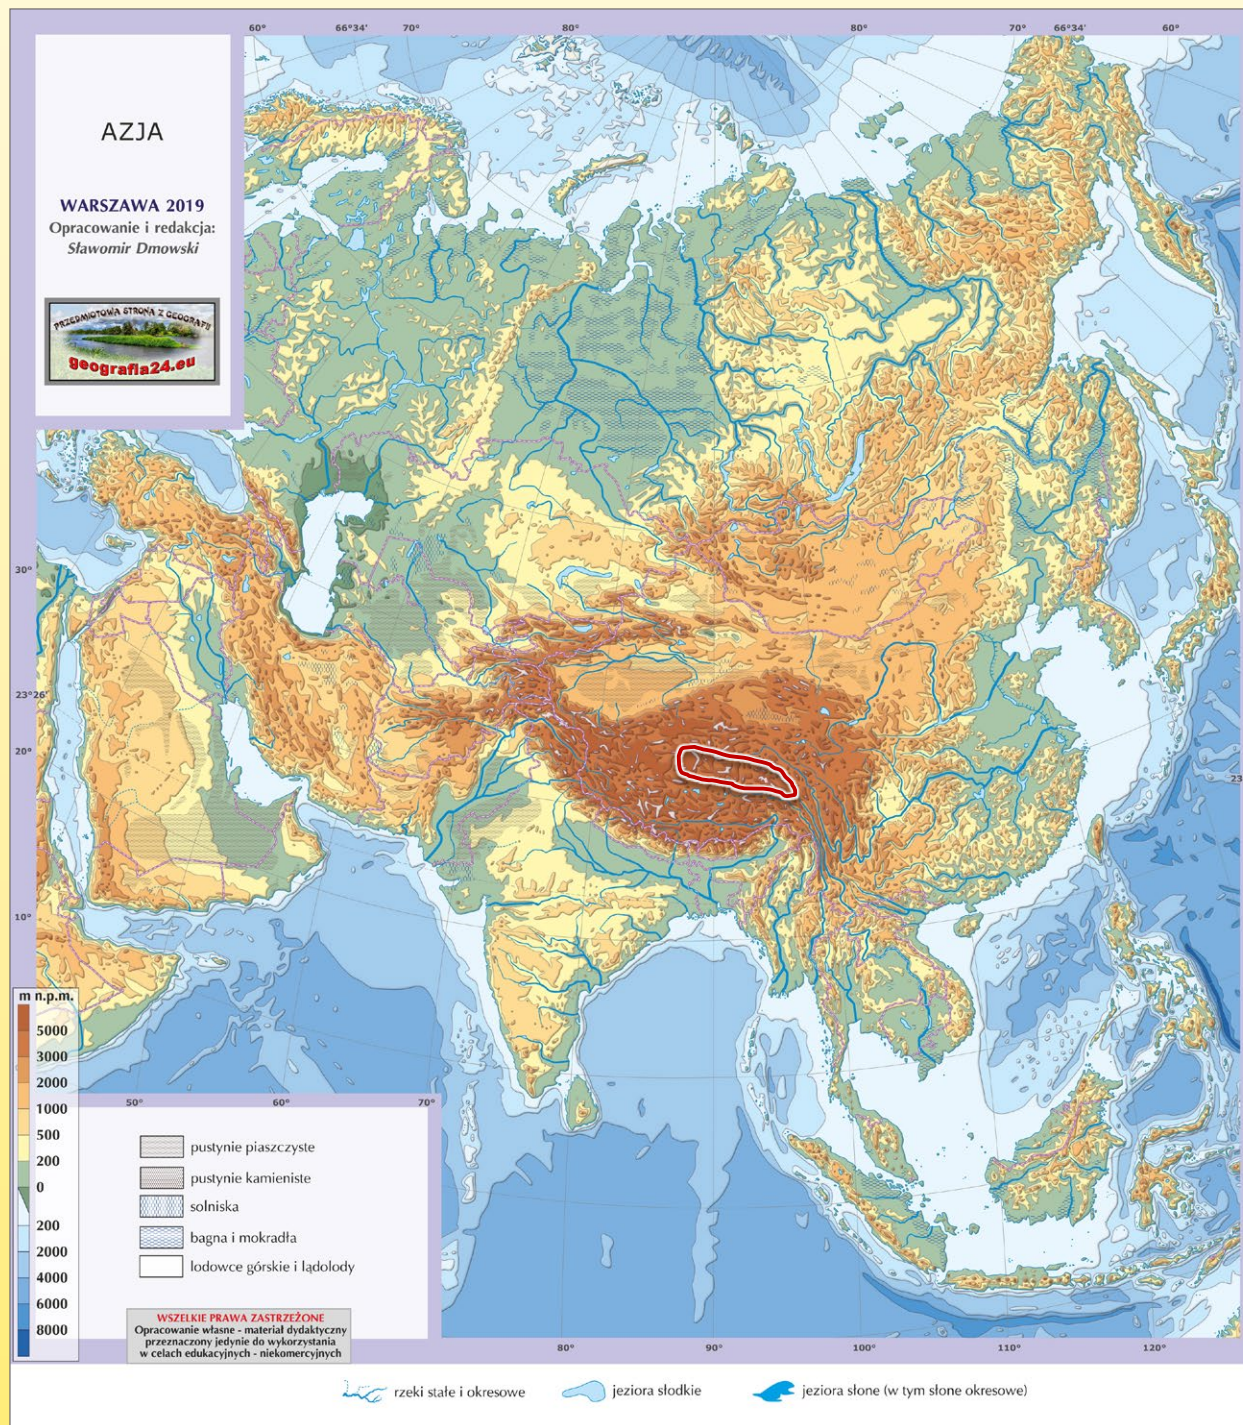 60° 66°34' 70° 80° 80° 70° 66°34' 60°
AZJA
WARSZAWA 2019
Opracowanie i redakcja:
Sławomir Dmowski
PRZEDMIOTOWA STRONA Z GEOGRAFII
geografia24.eu
30°
23°26'
20°
23
10°
m n.p.m.
5000
3000
2000
1000
500
200
0
200
2000
4000
6000
8000
50° 60° 70°
pustynie piaszczyste
pustynie kamieniste
solniska
bagna i mokradła
lodowce górskie i lądolody
WSZELKIE PRAWA ZASTRZEŻONE
Opracowanie własne - materiał dydaktyczny
przeznaczony jedynie do wykorzystania
w celach edukacyjnych - niekomercyjnych
80° 90° 100° 110° 120°
rzeki stałe i okresowe jeziora słodkie jeziora słone (w tym słone okresowe)